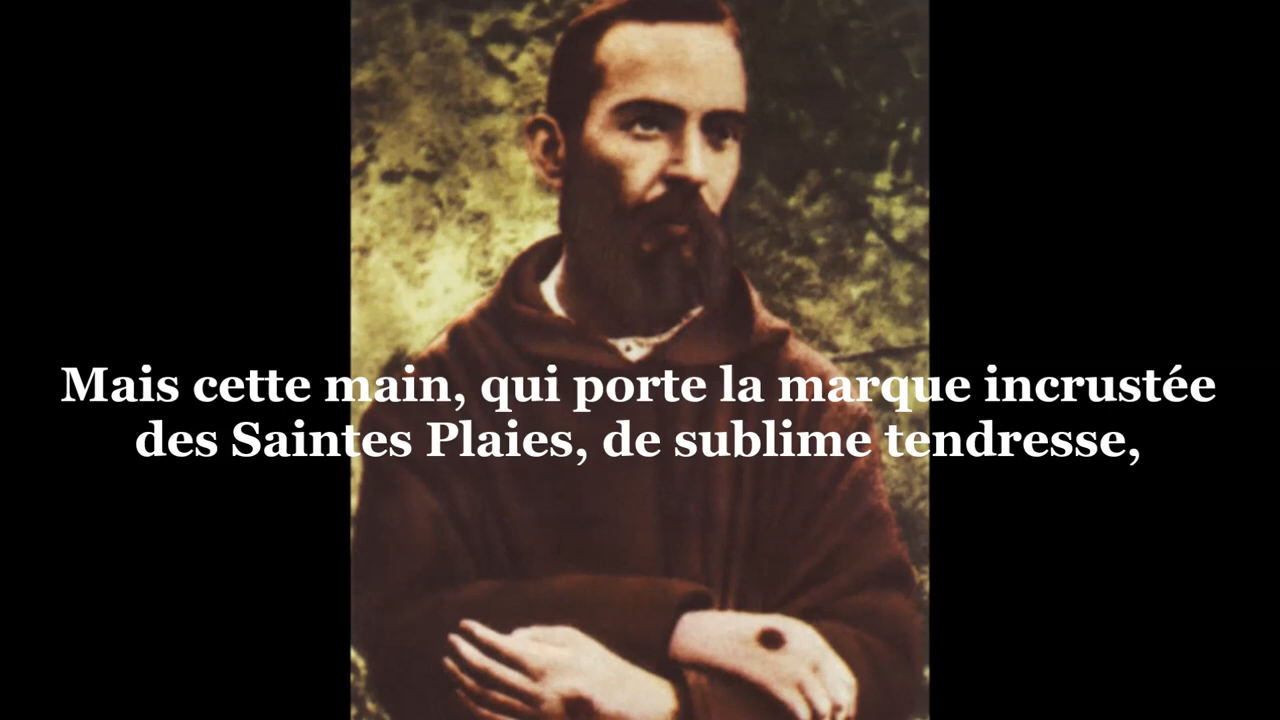 Mais cette main, qui porte la marque incrustée
des Saintes Plaies, de sublime tendresse,